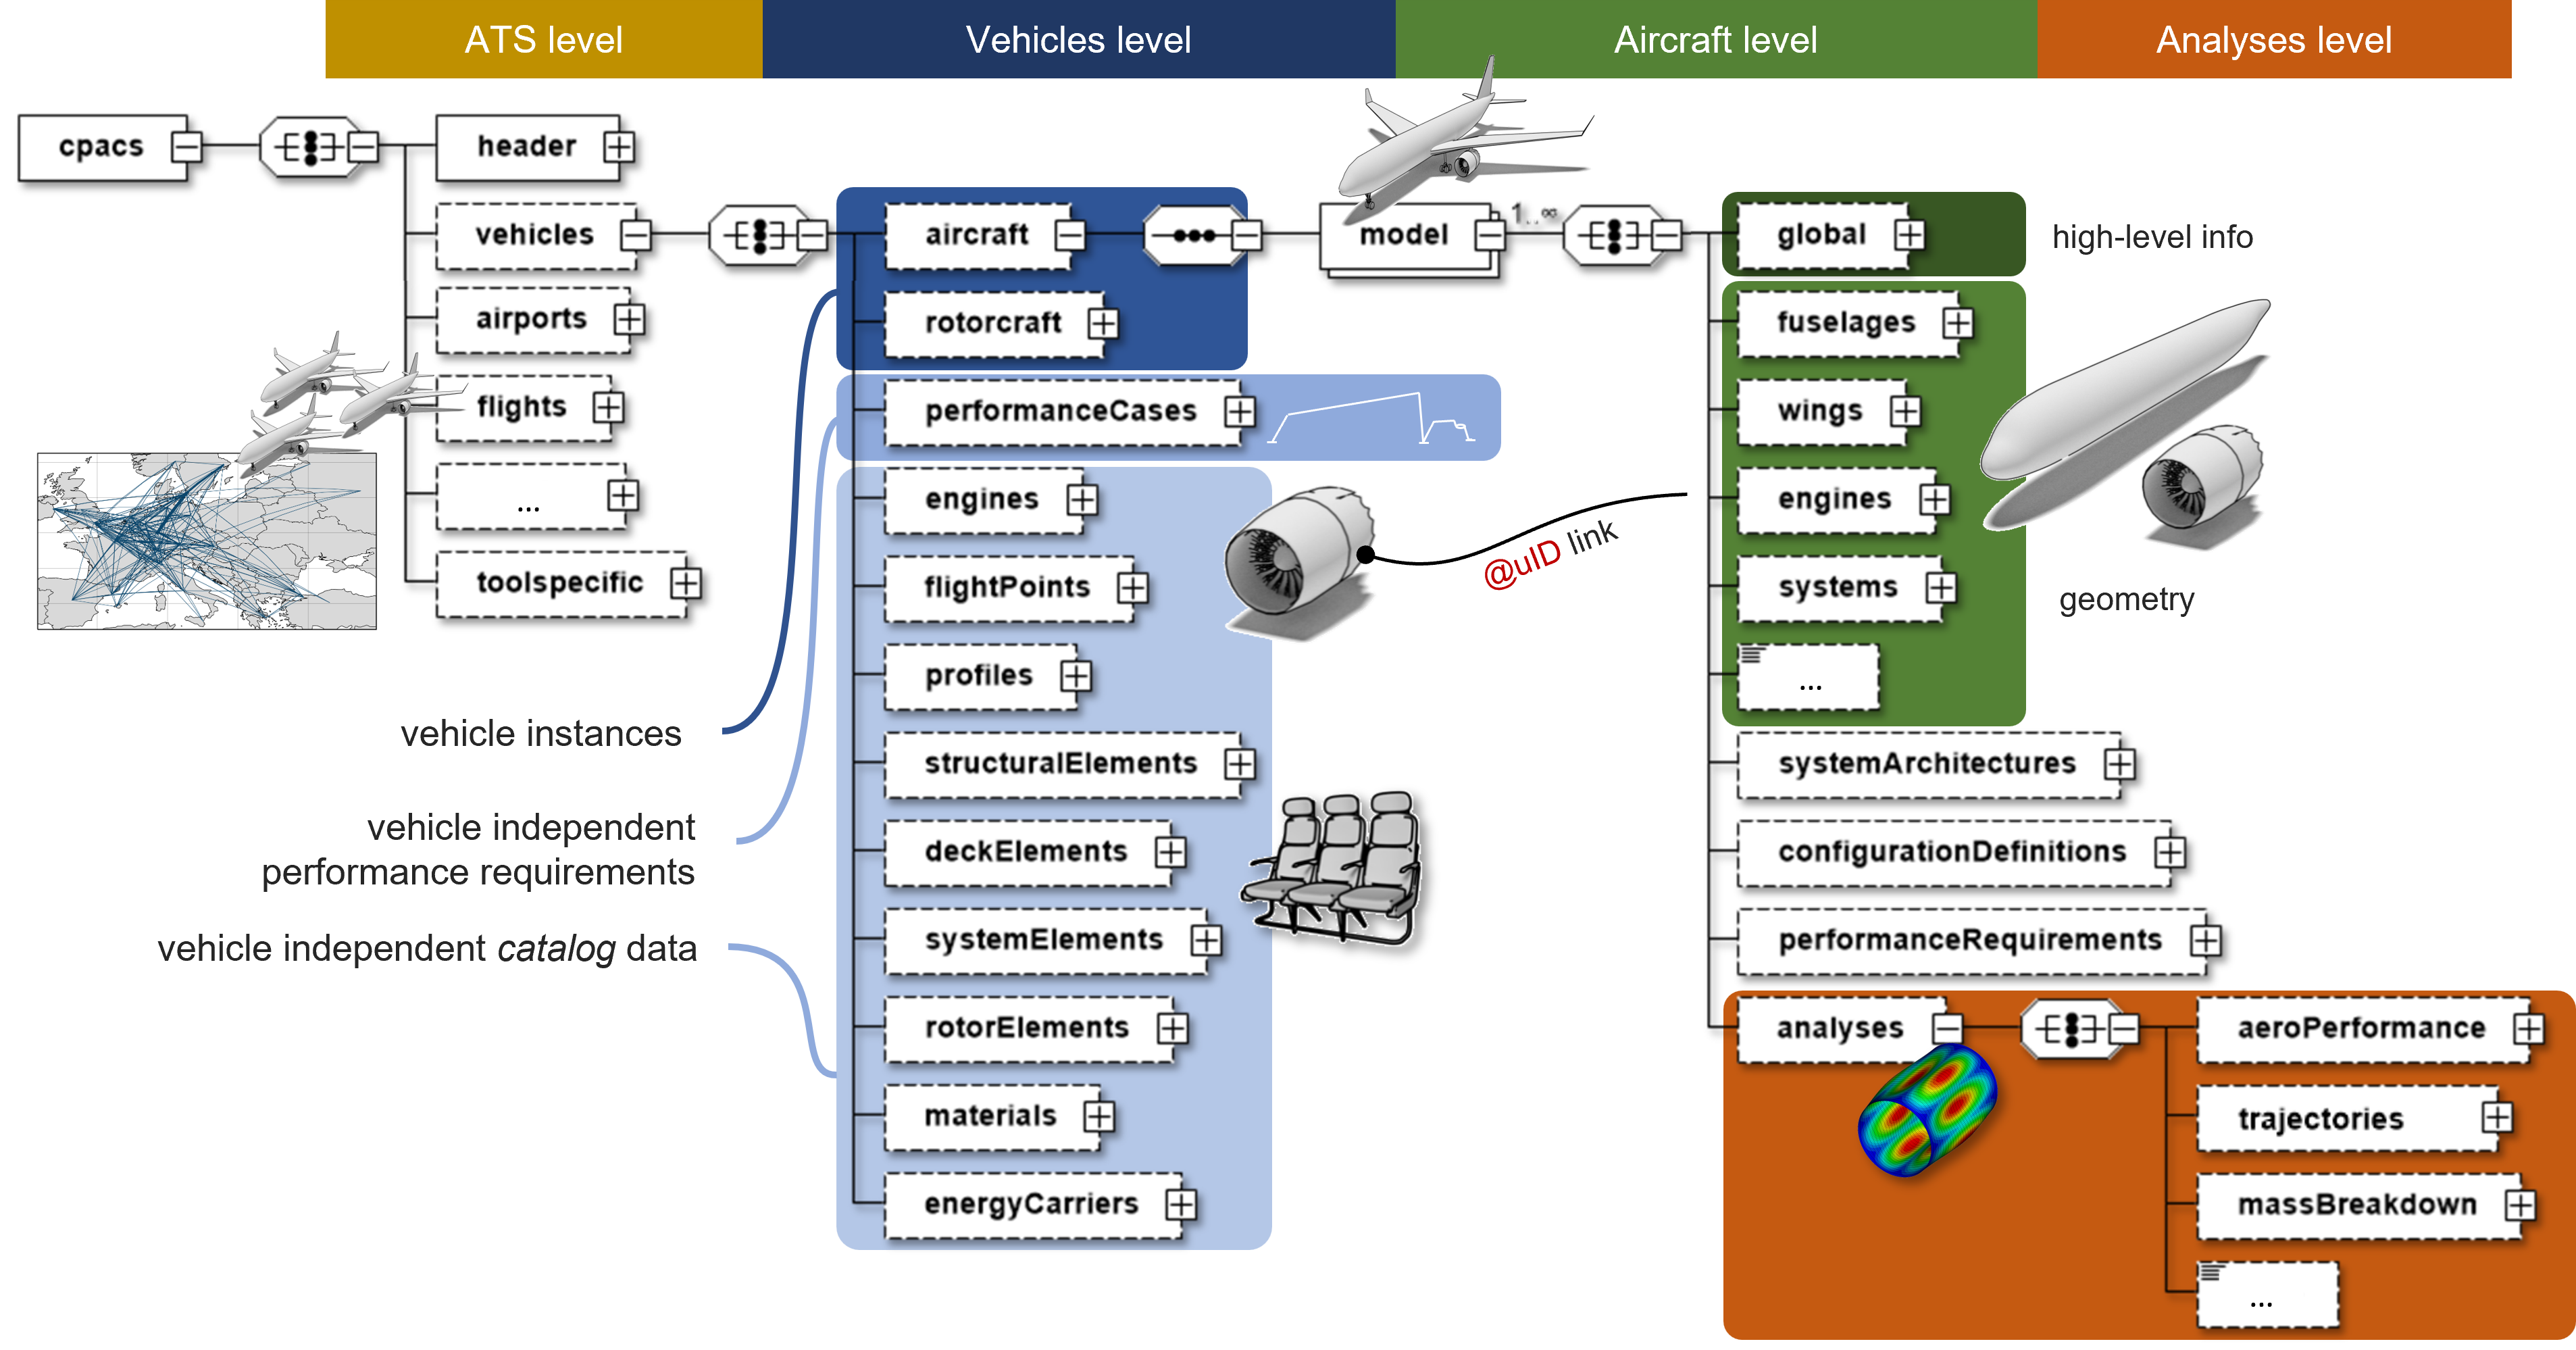 ATS level
Vehicles level
Aircraft level
Analyses level
cpacs
header
vehicles
airports
flights
...
toolspecific
vehicle instances
vehicle independent
performance requirements
vehicle independent catalog data
aircraft
rotorcraft
performanceCases
engines
flightPoints
profiles
structuralElements
deckElements
systemElements
rotorElements
materials
energyCarriers
model
1..∞
@uID link
global
high-level info
fuselages
wings
engines
systems
...
geometry
systemArchitectures
configurationDefinitions
performanceRequirements
analyses
aeroPerformance
trajectories
massBreakdown
...